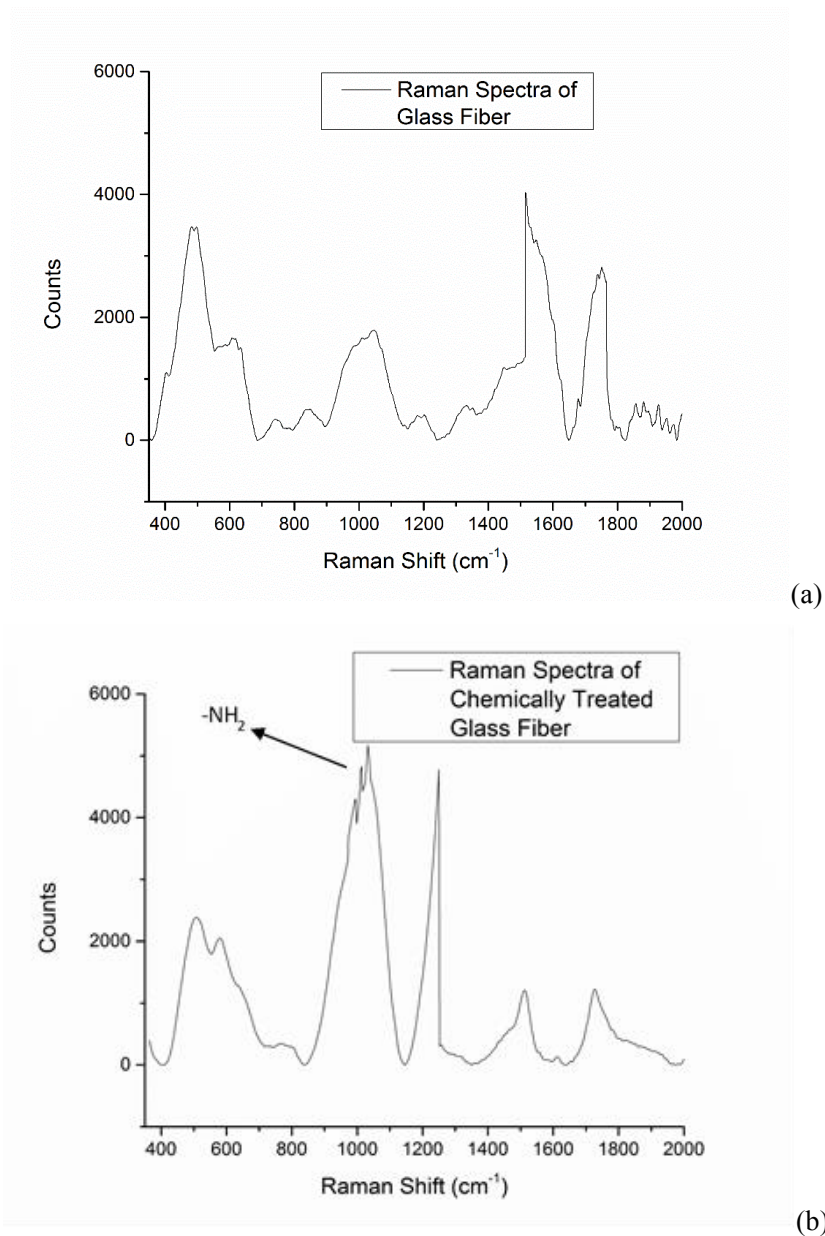 6000
Raman Spectra of
Glass Fiber
4000
2000
0
Counts
400 600 800 1000 1200 1400 1600 1800 2000
Raman Shift (cm-1)
(a)
Raman Spectra of
Chemically Treated
Glass Fiber
6000
-NH2
4000
2000
0
Counts
400 600 800 1000 1200 1400 1600 1800 2000
Raman Shift (cm-1)
(b)